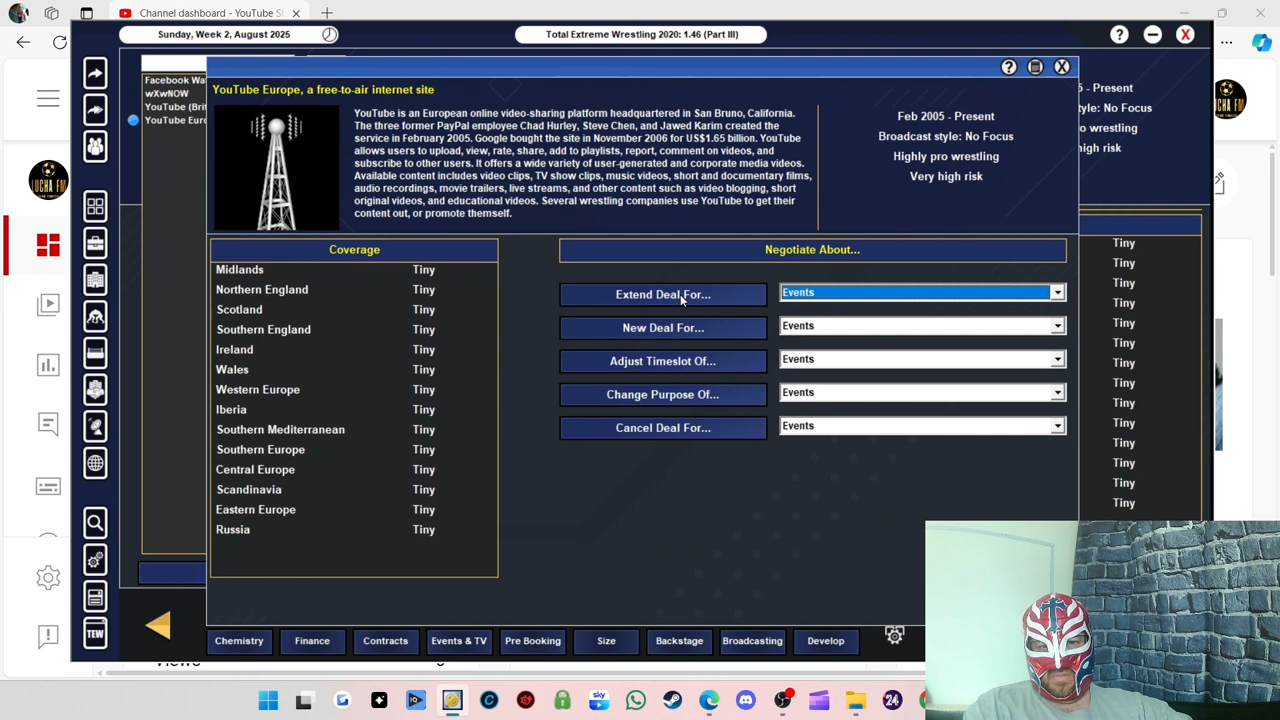 Channel dashboard - YouTube St
Sunday, Week 2, August 2025
Total Extreme Wrestling 2020: 1.46 (Part III)
Facebook Wat
wXwNOW
YouTube (Brit
YouTube Euro
YouTube Europe, a free-to-air internet site
YouTube is an European online video-sharing platform headquartered in San Bruno, California.
The three former PayPal employee Chad Hurley, Steve Chen, and Jawed Karim created the
service in February 2005. Google bought the site in November 2006 for US$1.65 billion. YouTube
allows users to upload, view, rate, share, add to playlists, report, comment on videos, and
subscribe to other users. It offers a wide variety of user-generated and corporate media videos.
Available content includes video clips, TV show clips, music videos, short and documentary films,
audio recordings, movie trailers, live streams, and other content such as video blogging, short
original videos, and educational videos. Several wrestling companies use YouTube to get their
content out, or promote themself.
Feb 2005 - Present
Broadcast style: No Focus
Highly pro wrestling
Very high risk
5 - Present
tyle: No Focus
o wrestling
high risk
Coverage
Midlands Tiny
Northern England Tiny
Scotland Tiny
Southern England Tiny
Ireland Tiny
Wales Tiny
Western Europe Tiny
Iberia Tiny
Southern Mediterranean Tiny
Southern Europe Tiny
Central Europe Tiny
Scandinavia Tiny
Eastern Europe Tiny
Russia Tiny
Negotiate About...
Extend Deal For... Events
New Deal For... Events
Adjust Timeslot Of... Events
Change Purpose Of... Events
Cancel Deal For... Events
Tiny
Tiny
Tiny
Tiny
Tiny
Tiny
Tiny
Tiny
Tiny
Tiny
Tiny
Tiny
Tiny
Tiny
TEW
Chemistry Finance Contracts Events & TV Pre Booking Size Backstage Broadcasting Develop
Views
LUCHA
sky
24